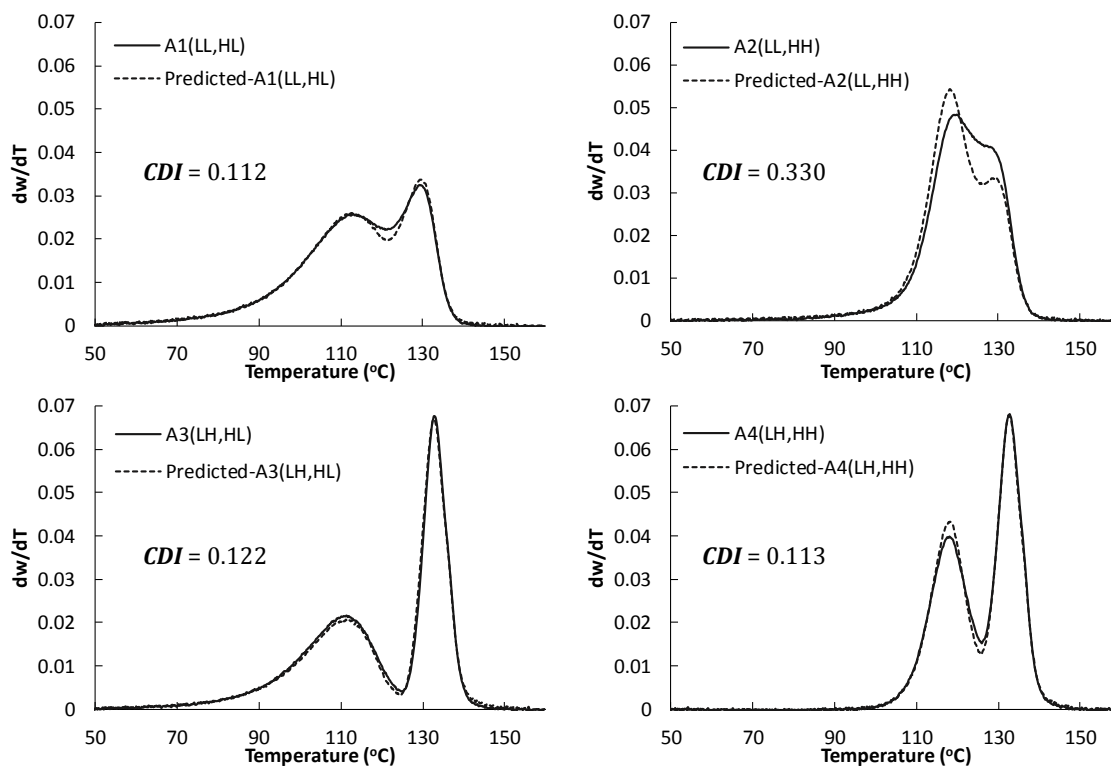 0.07
0.06
0.05
0.04
0.03
0.02
0.01
0
dw/dT
A1(LL,HL)
Predicted-A1(LL,HL)
CDI = 0.112
50 70 90 110 130 150
Temperature (°C)
0.07
0.06
0.05
0.04
0.03
0.02
0.01
0
dw/dT
A2(LL,HH)
Predicted-A2(LL,HH)
CDI = 0.330
50 70 90 110 130 150
Temperature (°C)
0.07
0.06
0.05
0.04
0.03
0.02
0.01
0
dw/dT
A3(LH,HL)
Predicted-A3(LH,HL)
CDI = 0.122
50 70 90 110 130 150
Temperature (°C)
0.07
0.06
0.05
0.04
0.03
0.02
0.01
0
dw/dT
A4(LH,HH)
Predicted-A4(LH,HH)
CDI = 0.113
50 70 90 110 130 150
Temperature (°C)